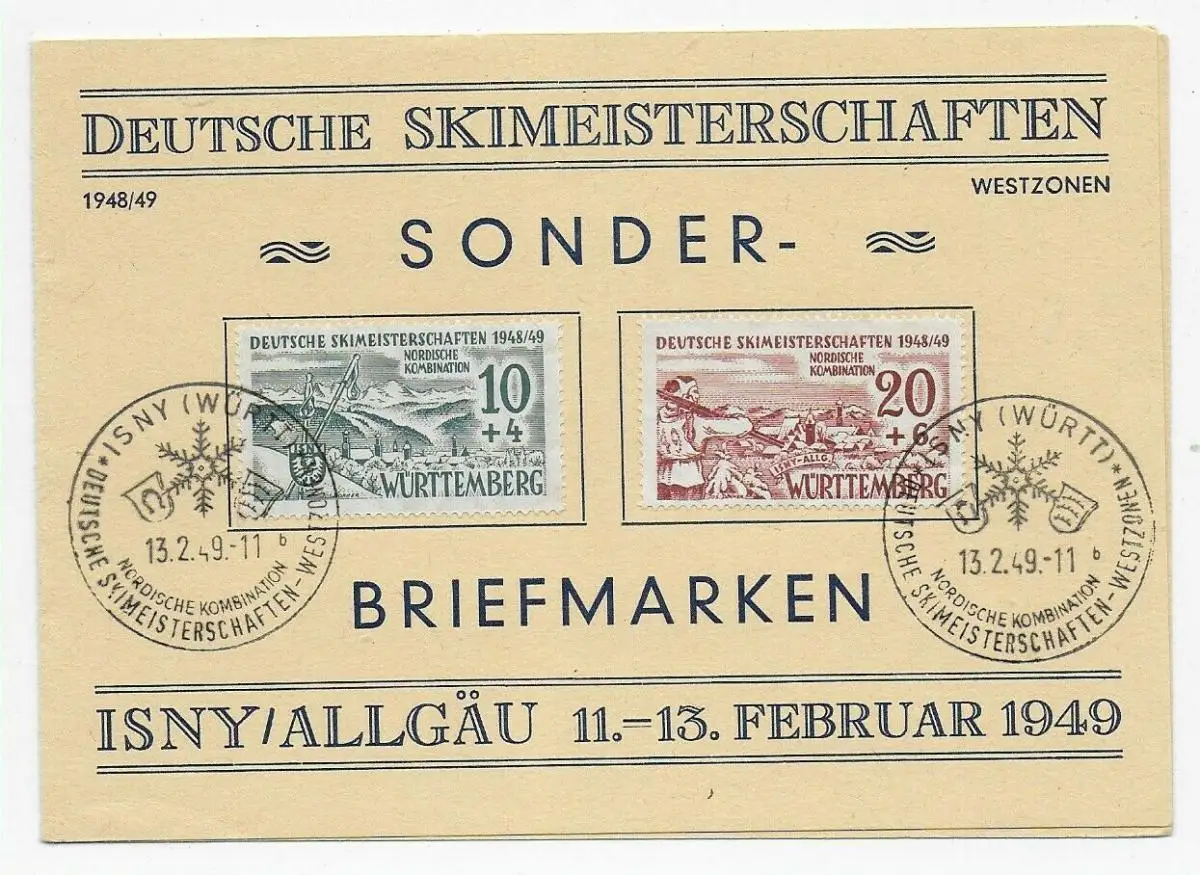 DEUTSCHE SKIMEISTERSCHAFTEN
1948/49 WESTZONEN
SONDER-
DEUTSCHE SKIMEISTERSCHAFTEN 1948/49
NORDISCHE
KOMBINATION
10
+4
WÜRTTEMBERG
DEUTSCHE SKIMEISTERSCHAFTEN 1948/49
NORDISCHE
KOMBINATION
20
+6
ISNY-ALLG.
WÜRTTEMBERG
*ISNY (WÜRTT)*
13.2.49.-11 b
NORDISCHE KOMBINATION
DEUTSCHE SKIMEISTERSCHAFTEN-WESTZONEN
*ISNY (WÜRTT)*
13.2.49.-11 b
NORDISCHE KOMBINATION
DEUTSCHE SKIMEISTERSCHAFTEN-WESTZONEN
BRIEFMARKEN
ISNY/ALLGÄU 11.–13. FEBRUAR 1949